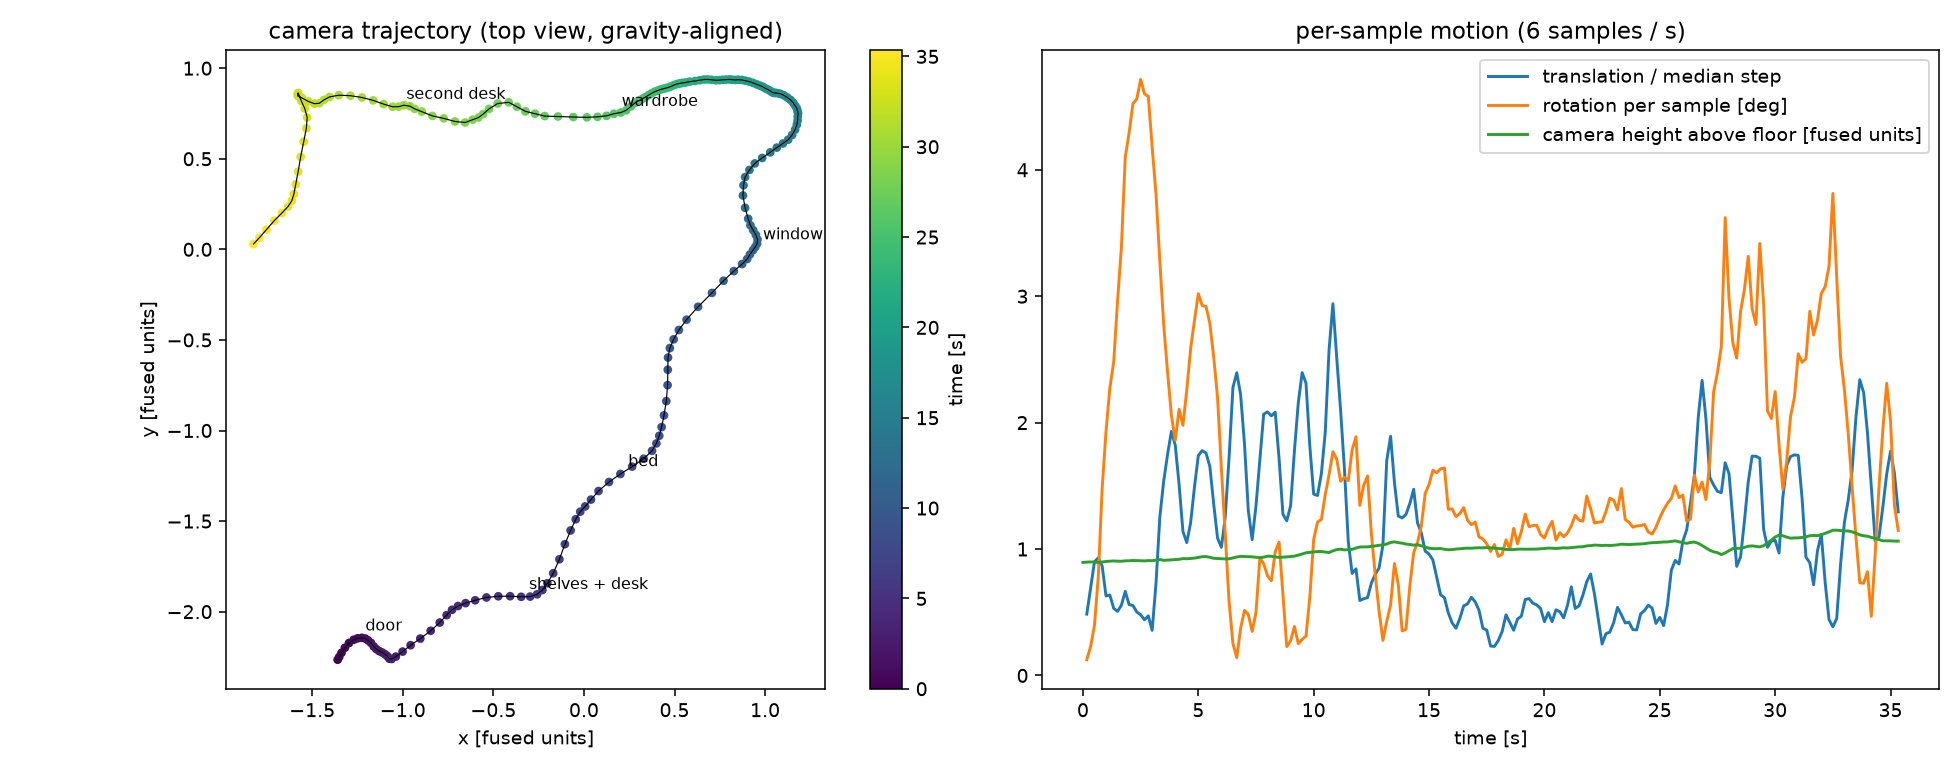 camera trajectory (top view, gravity-aligned)
y [fused units]
1.0
0.5
0.0
−0.5
−1.0
−1.5
−2.0
second desk
wardrobe
window
bed
shelves + desk
door
−1.5 −1.0 −0.5 0.0 0.5 1.0
x [fused units]
35
30
25
20
15
10
5
0
time [s]
per-sample motion (6 samples / s)
translation / median step
rotation per sample [deg]
camera height above floor [fused units]
4
3
2
1
0
0 5 10 15 20 25 30 35
time [s]